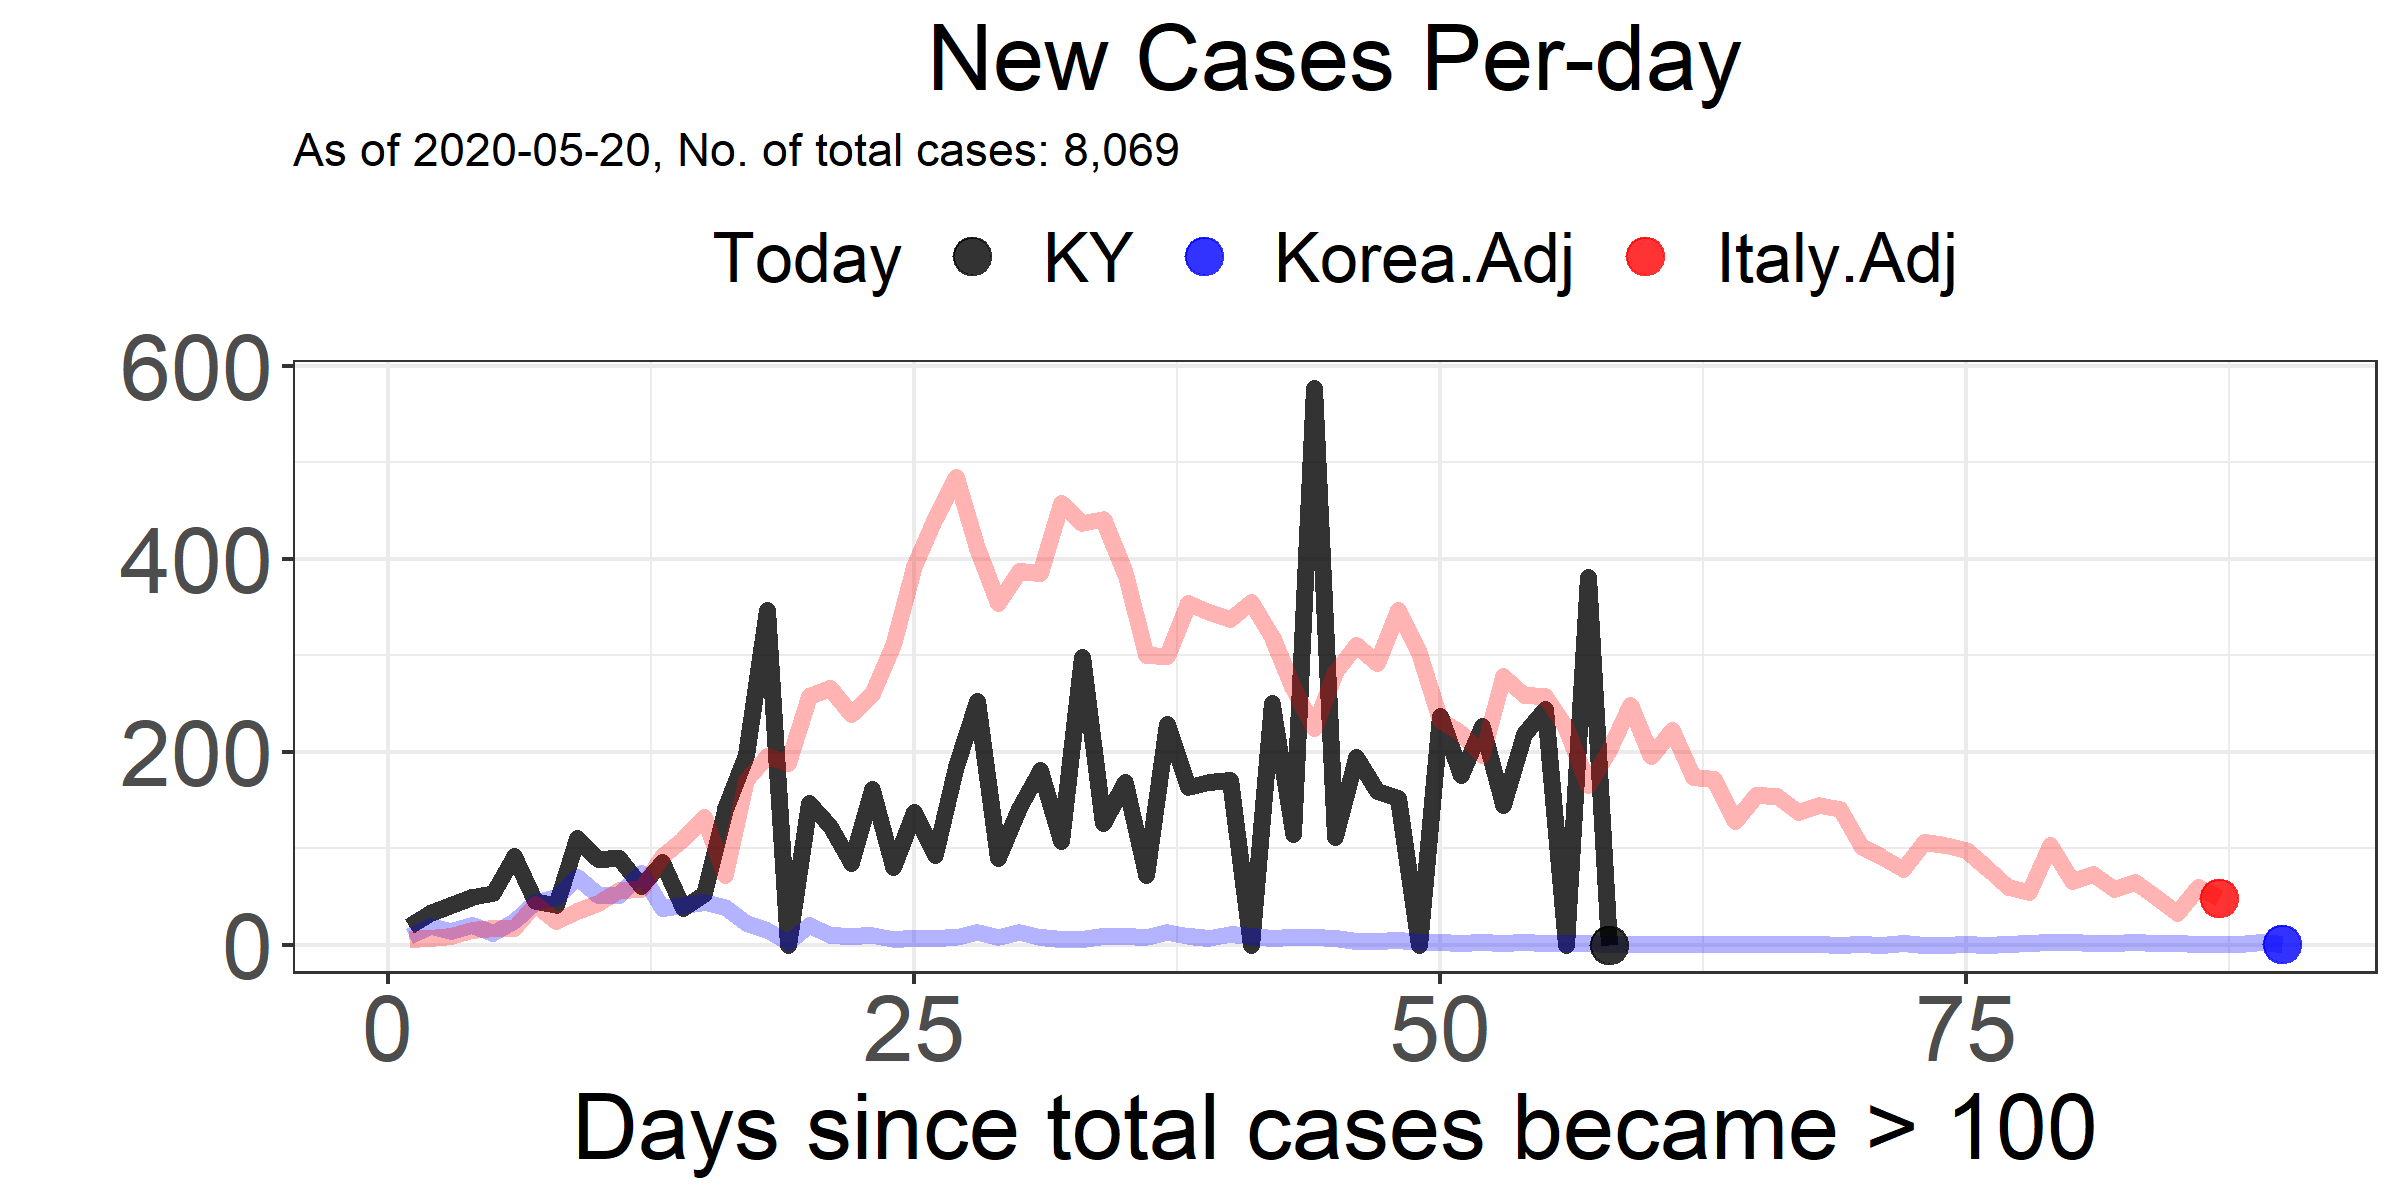 New Cases Per-day
As of 2020-05-20, No. of total cases: 8,069
Today KY Korea.Adj Italy.Adj
600
400
200
0
0 25 50 75
Days since total cases became > 100